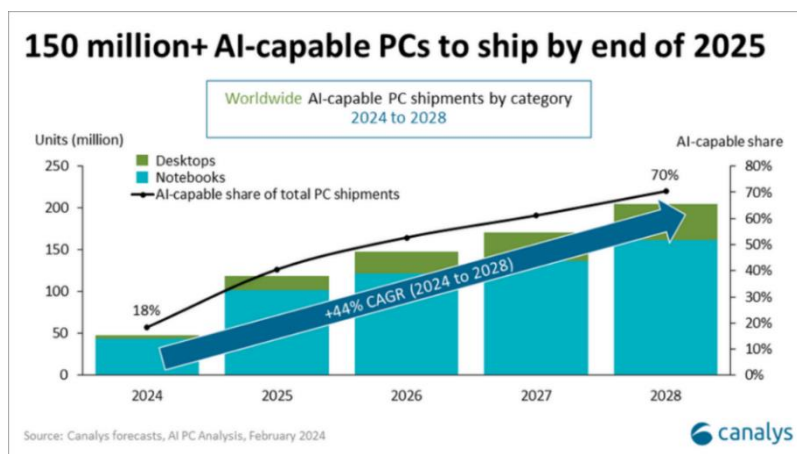 150 million+ AI-capable PCs to ship by end of 2025
Worldwide AI-capable PC shipments by category
2024 to 2028
Units (million)
AI-capable share
Desktops
Notebooks
AI-capable share of total PC shipments
250
200
150
100
50
0
80%
70%
60%
50%
40%
30%
20%
10%
0%
18%
70%
+44% CAGR (2024 to 2028)
2024 2025 2026 2027 2028
Source: Canalys forecasts, AI PC Analysis, February 2024
canalys